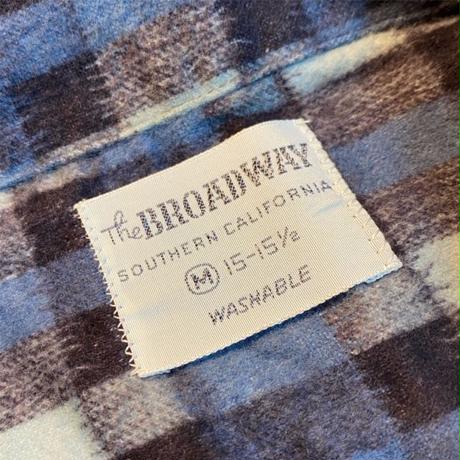 The BROADWAY
SOUTHERN CALIFORNIA
M 15-15½
WASHABLE